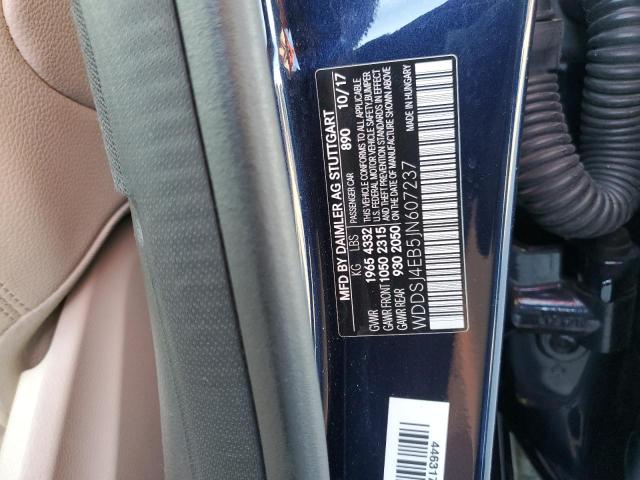 MFD BY DAIMLER AG STUTTGART
PASSENGER CAR 890 10/17
KG LBS
GVWR 1965 4332
GAWR FRONT 1050 2315
GAWR REAR 930 2050
THIS VEHICLE CONFORMS TO ALL APPLICABLE
U.S. FEDERAL MOTOR VEHICLE SAFETY, BUMPER
AND THEFT PREVENTION STANDARDS IN EFFECT
ON THE DATE OF MANUFACTURE SHOWN ABOVE
WDDSJ4EB5JN607237
MADE IN HUNGARY
446317